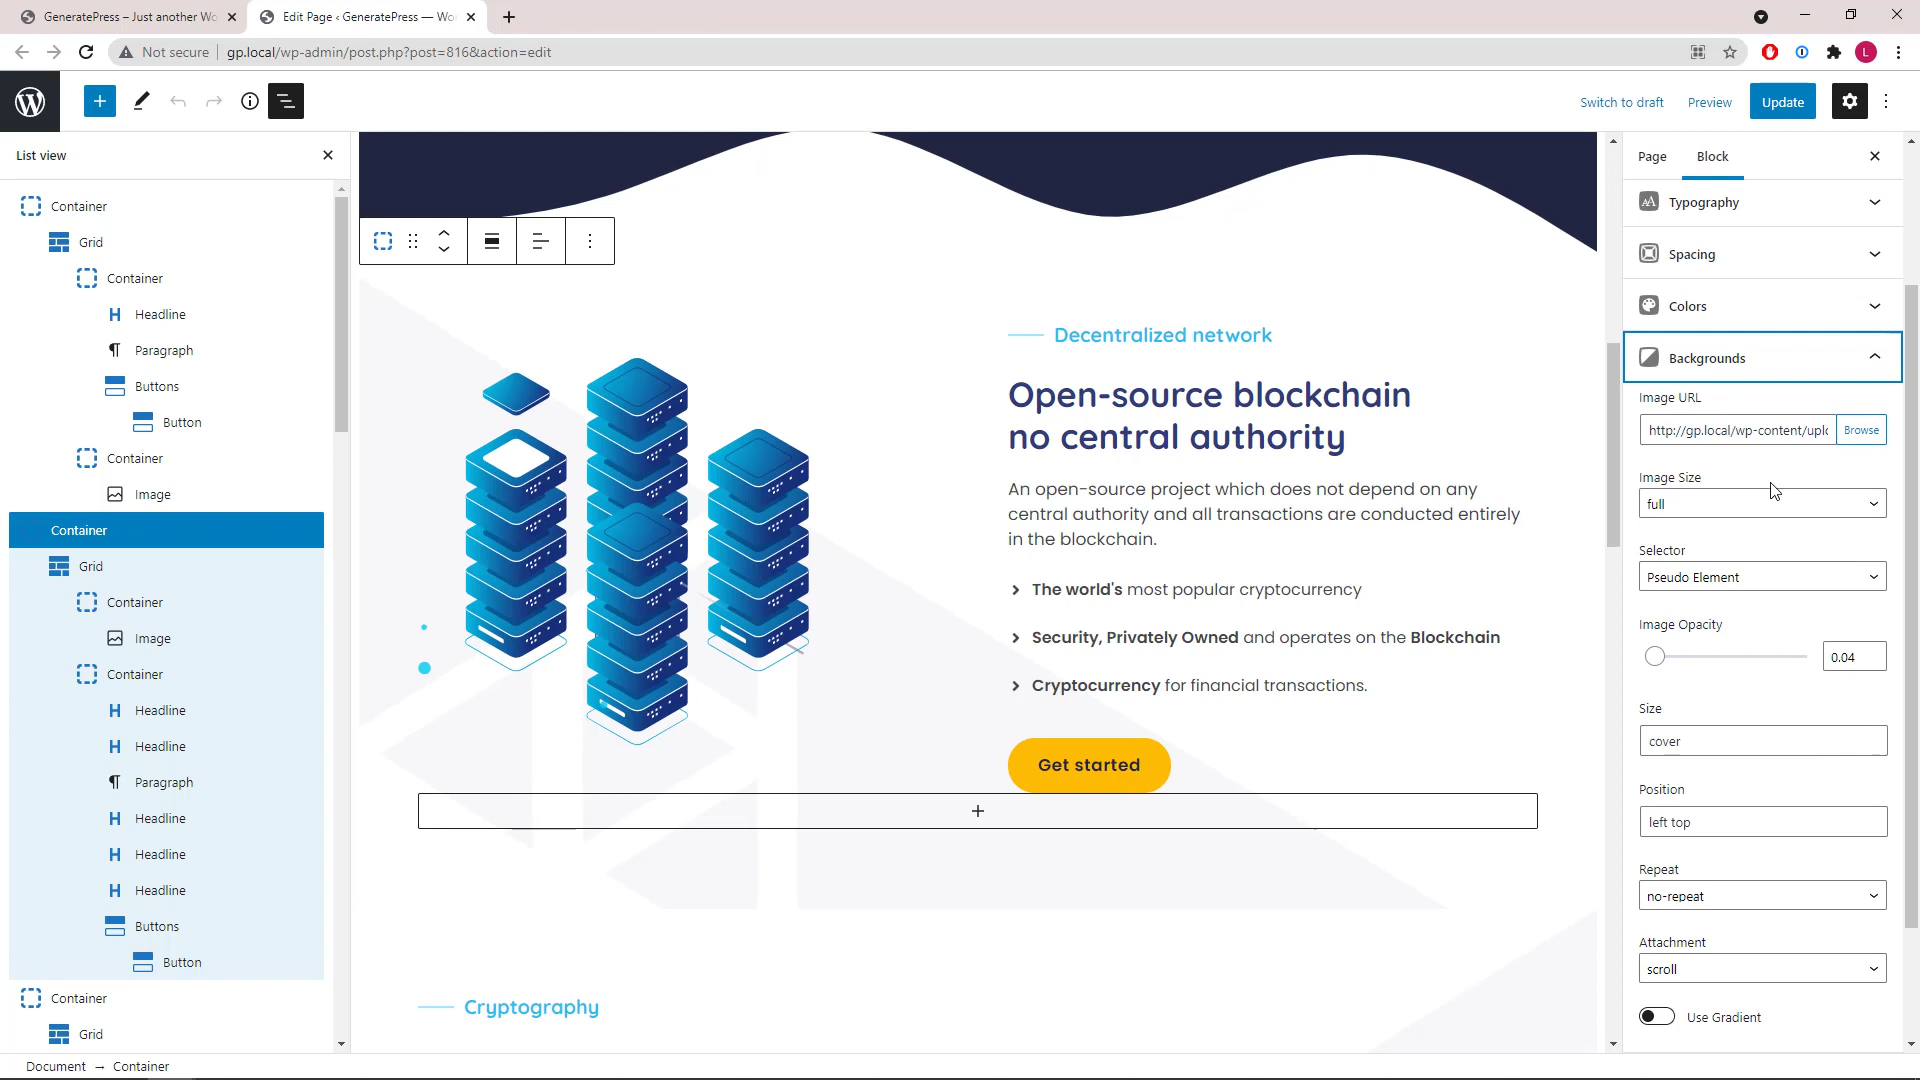 GeneratePress – Just another Wo
Edit Page ‹ GeneratePress — Wor
Not secure
gp.local/wp-admin/post.php?post=816&action=edit
L
Switch to draft
Preview
Update
List view
Page
Block
Container
Grid
Container
Headline
Paragraph
Buttons
Button
Container
Image
Container
Grid
Container
Image
Container
Headline
Headline
Paragraph
Headline
Headline
Headline
Buttons
Button
Container
Grid
Decentralized network
Open-source blockchain
no central authority
An open-source project which does not depend on any
central authority and all transactions are conducted entirely
in the blockchain.
The world's most popular cryptocurrency
Security, Privately Owned and operates on the Blockchain
Cryptocurrency for financial transactions.
Get started
Cryptography
Typography
Spacing
Colors
Backgrounds
Image URL
http://gp.local/wp-content/uplo
Browse
Image Size
full
Selector
Pseudo Element
Image Opacity
0.04
Size
cover
Position
left top
Repeat
no-repeat
Attachment
scroll
Use Gradient
Document → Container